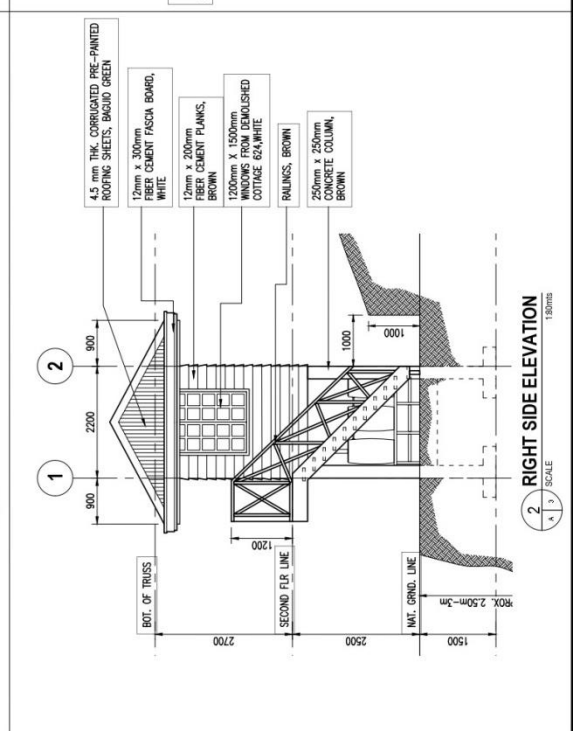 4.5 mm THK. CORRUGATED PRE-PAINTED
ROOFING SHEETS, BAGUIO GREEN
12mm x 300mm
FIBER CEMENT FASCIA BOARD,
WHITE
12mm x 200mm
FIBER CEMENT PLANKS,
BROWN
1200mm X 1500mm
WINDOWS FROM DEMOLISHED
COTTAGE 624,WHITE
RAILINGS, BROWN
250mm x 250mm
CONCRETE COLUMN,
BROWN
1
2
900
2200
900
1200
1000
1000
BOT. OF TRUSS
SECOND FLR LINE
NAT. GRND. LINE
2700
2500
1500
ROX. 2.50m-3m
2
A 3
RIGHT SIDE ELEVATION
SCALE
1:80mts